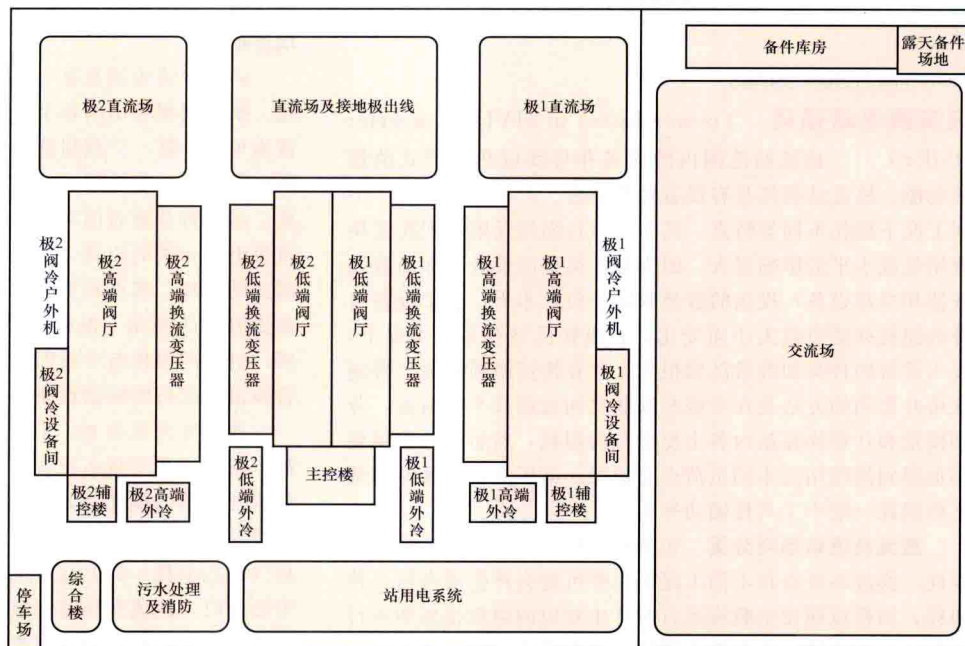 备件库房
露天备件
场地
极2直流场
直流场及接地极出线
极1直流场
极2阀冷户外机
极2高端阀厅
极2高端换流变压器
极2低端换流变压器
极2低端阀厅
极1低端阀厅
极1低端换流变压器
极1高端换流变压器
极1高端阀厅
极1阀冷户外机
交流场
极2阀冷设备间
极1阀冷设备间
极2辅控楼
极2高端外冷
极2低端外冷
主控楼
极1低端外冷
极1高端外冷
极1辅控楼
停车场
综合楼
污水处理
及消防
站用电系统